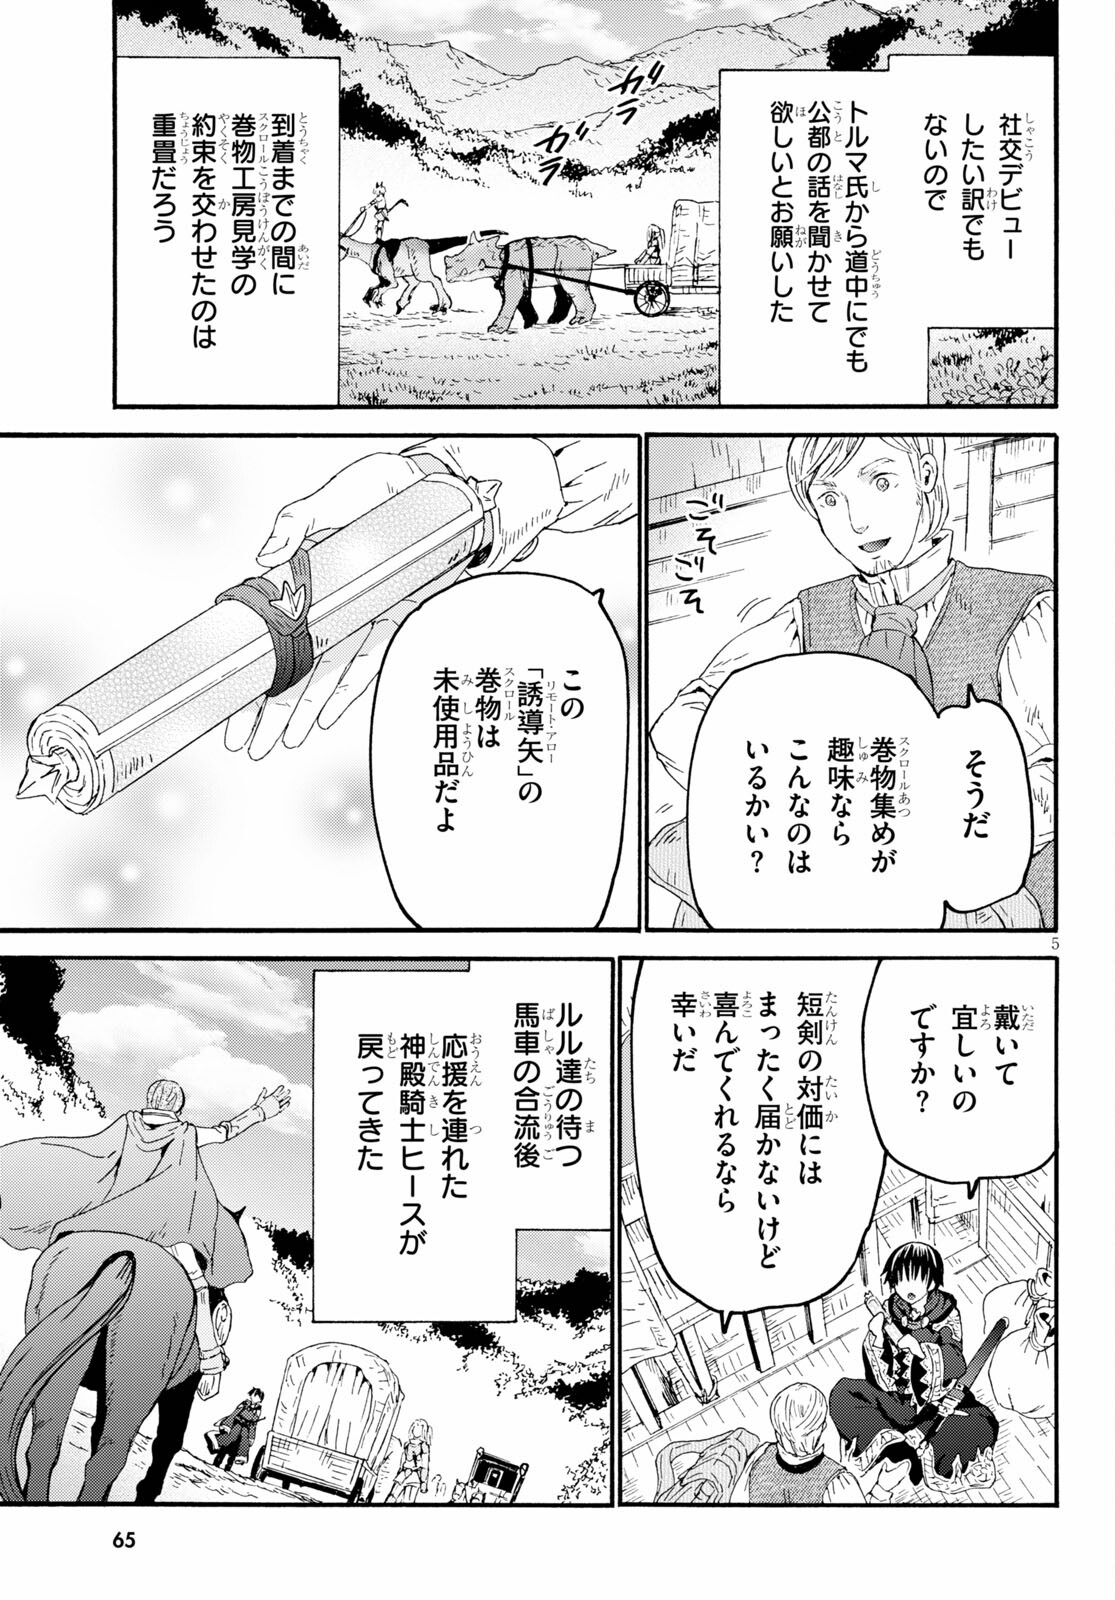 社交デビュー
したい訳でも
ないので
トルマ氏から道中にでも
公都の話を聞かせて
欲しいとお願いした
ガラ
ガラ
到着までの間に
巻物工房見学の
約束を交わせたのは
重畳だろう
ごそ
ごそ
そうだ
巻物集めが
趣味なら
こんなのは
いるかい？
この
「誘導矢」の
巻物は
未使用品だよ
5
戴いて
宜しいの
ですか？
短剣の対価には
まったく届かないけど
喜んでくれるなら
幸いだ
ルル達の待つ
馬車の合流後
応援を連れた
神殿騎士ヒースが
戻ってきた
65